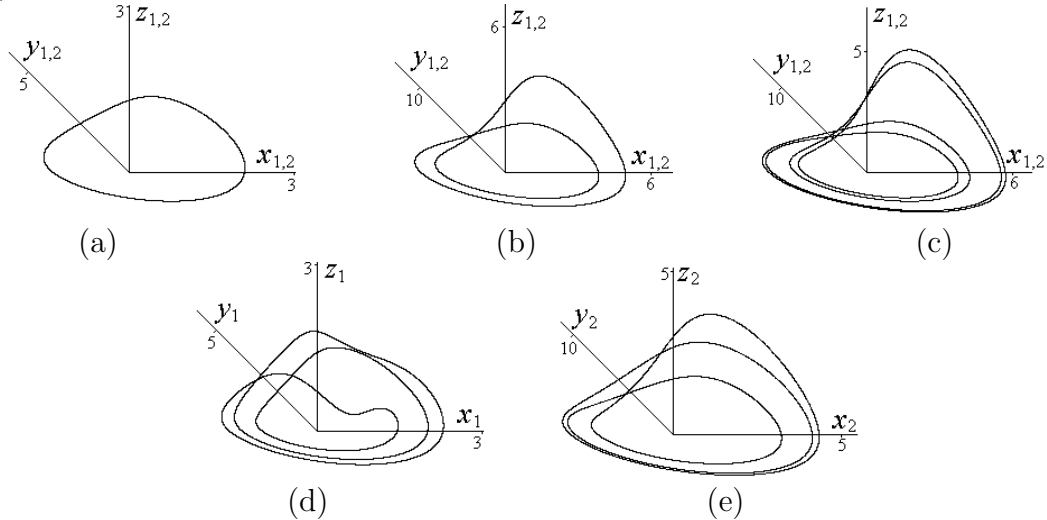 3 z1,2 y1,2 5 x1,2 3
(a)
6 z1,2 y1,2 10 x1,2 6
(b)
5 z1,2 y1,2 10 x1,2 6
(c)
3 z1 y1 5 x1 3
(d)
5 z2 y2 10 x2 5
(e)